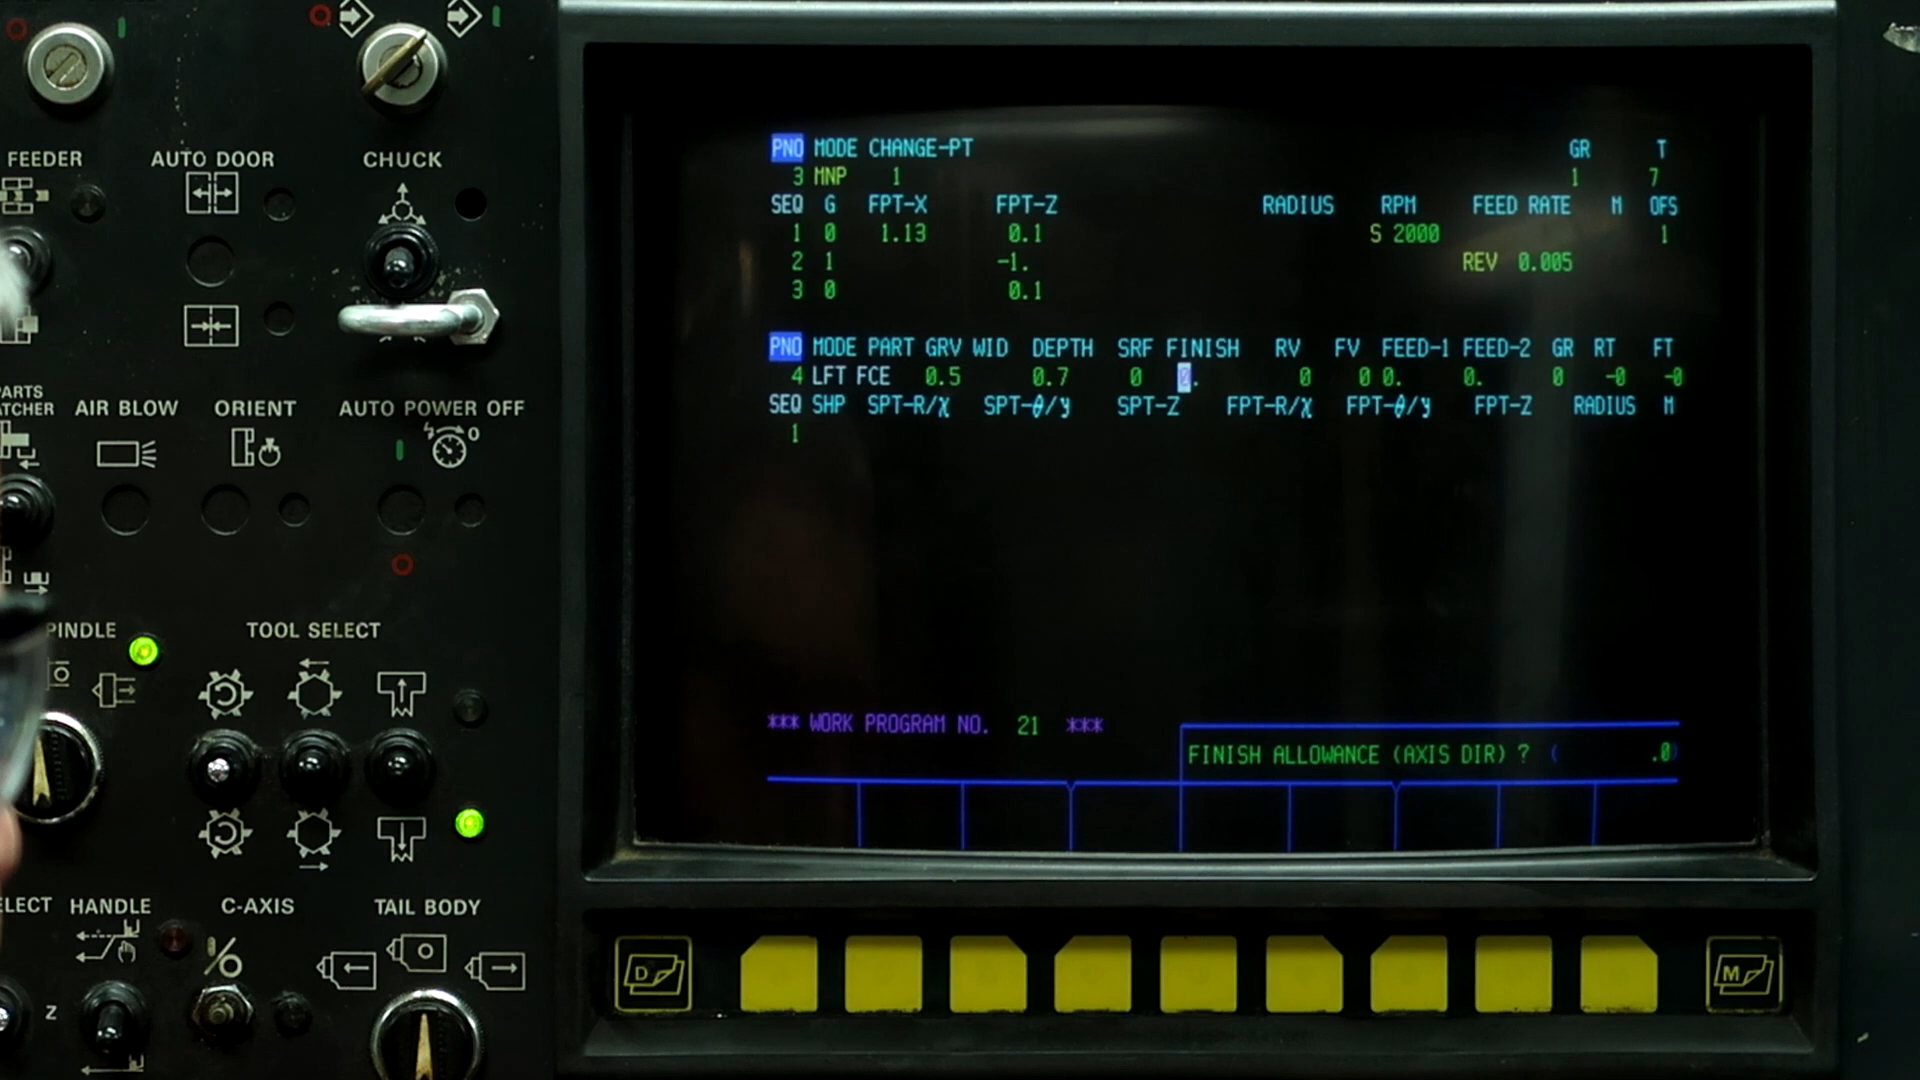 FEEDER AUTO DOOR CHUCK
AIR BLOW ORIENT AUTO POWER OFF
TOOL SELECT
HANDLE C-AXIS TAIL BODY
Z
PNO MODE CHANGE-PT GR T
3 MNP 1 1 7
SEQ G FPT-X FPT-Z RADIUS RPM FEED RATE M OFS
1 0 1.13 0.1 S 2000 1
2 1 -1. REV 0.005
3 0 0.1
PNO MODE PART GRV WID DEPTH SRF FINISH RV FV FEED-1 FEED-2 GR RT FT
4 LFT FCE 0.5 0.7 0 0. 0 0 0. 0. 0 -0 -0
SEQ SHP SPT-R/χ SPT-θ/y SPT-Z FPT-R/χ FPT-θ/y FPT-Z RADIUS M
1
*** WORK PROGRAM NO. 21 ***
FINISH ALLOWANCE (AXIS DIR) ? ( .0)
D M